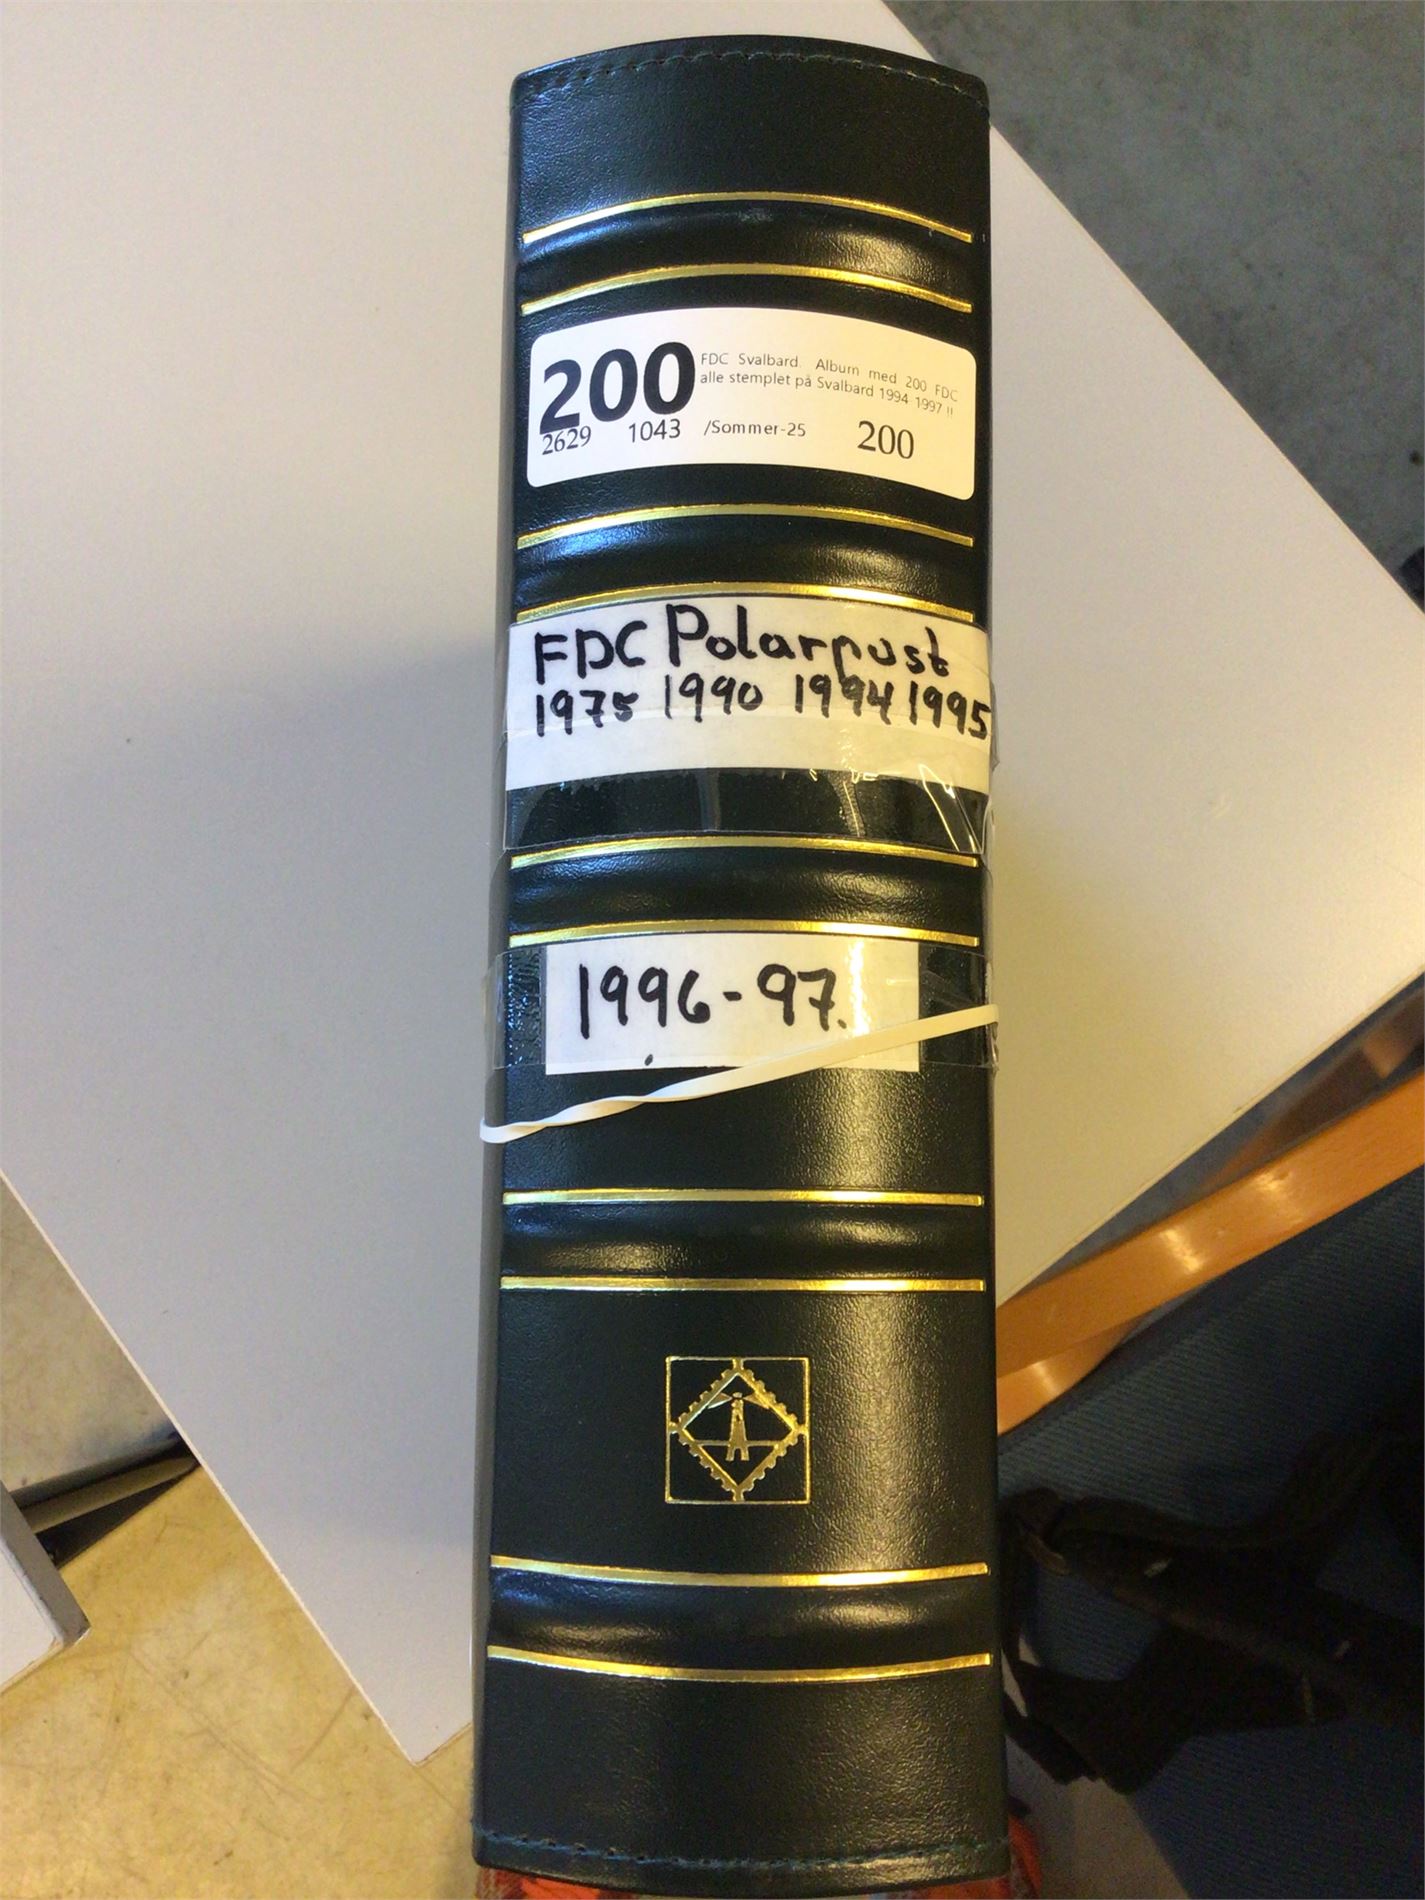 200
FDC Svalbard. Album med 200 FDC
alle stemplet på Svalbard 1994-1997 !!
2629 1043 /Sommer-25 200
FDC Polarpost
1975 1990 1994 1995
1996-97.